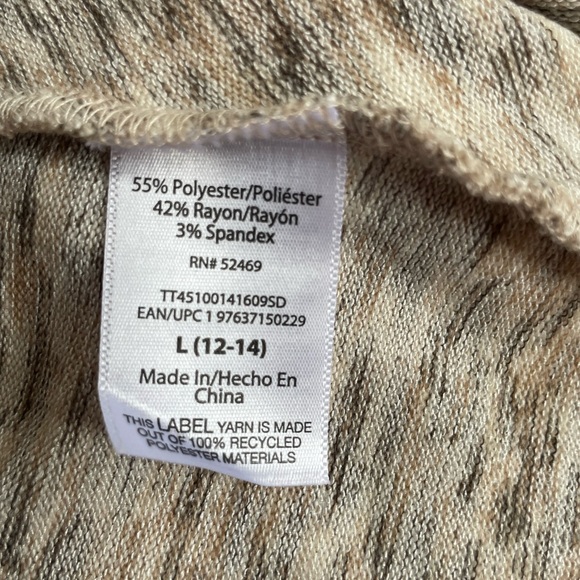 55% Polyester/Poliéster
42% Rayon/Rayón
3% Spandex
RN# 52469
TT45100141609SD
EAN/UPC 1 97637150229
L (12-14)
Made In/Hecho En
China
THIS LABEL YARN IS MADE
OUT OF 100% RECYCLED
POLYESTER MATERIALS